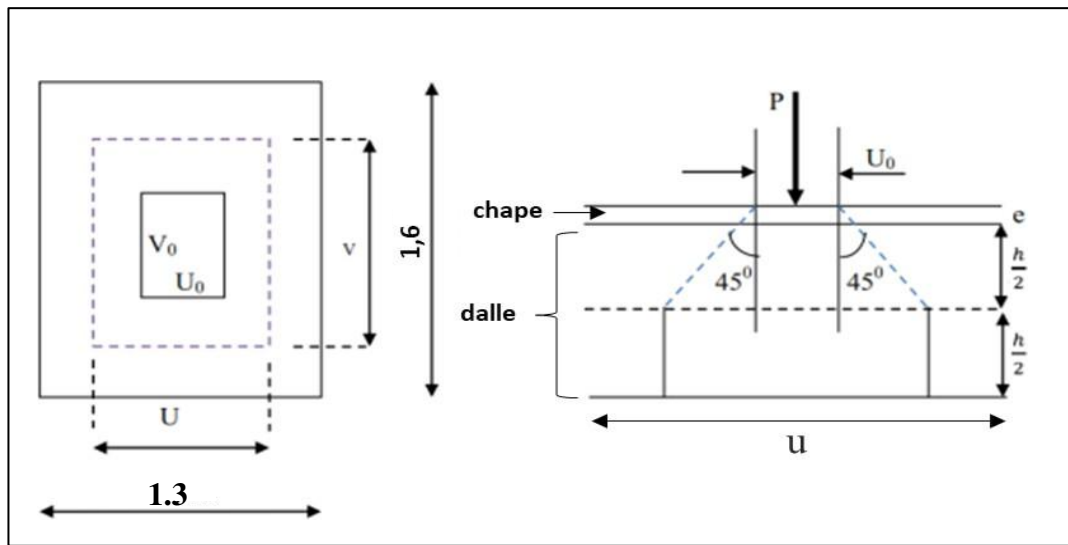 V₀
U₀
v
1,6
U
1.3
P
U₀
chape
e
45⁰
45⁰
h/2
dalle
h/2
u